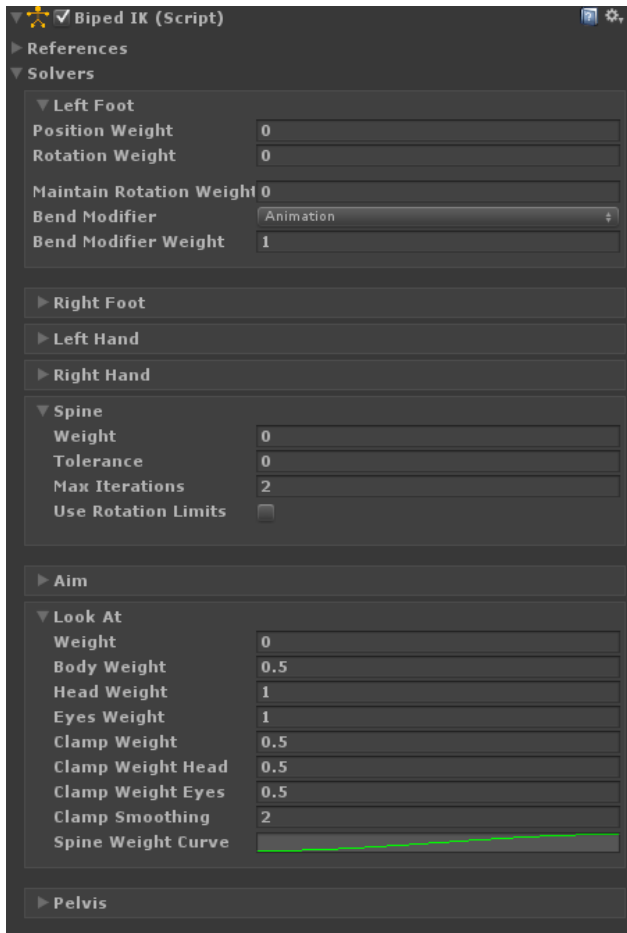 Biped IK (Script)
References
Solvers
Left Foot
Position Weight 0
Rotation Weight 0
Maintain Rotation Weight 0
Bend Modifier Animation
Bend Modifier Weight 1
Right Foot
Left Hand
Right Hand
Spine
Weight 0
Tolerance 0
Max Iterations 2
Use Rotation Limits
Aim
Look At
Weight 0
Body Weight 0.5
Head Weight 1
Eyes Weight 1
Clamp Weight 0.5
Clamp Weight Head 0.5
Clamp Weight Eyes 0.5
Clamp Smoothing 2
Spine Weight Curve
Pelvis